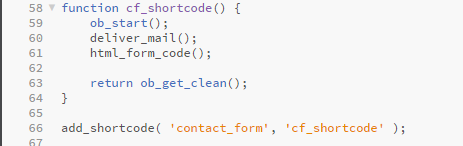 58 function cf_shortcode() {
59 ob_start();
60 deliver_mail();
61 html_form_code();
62
63 return ob_get_clean();
64 }
65
66 add_shortcode( 'contact_form', 'cf_shortcode' );
67